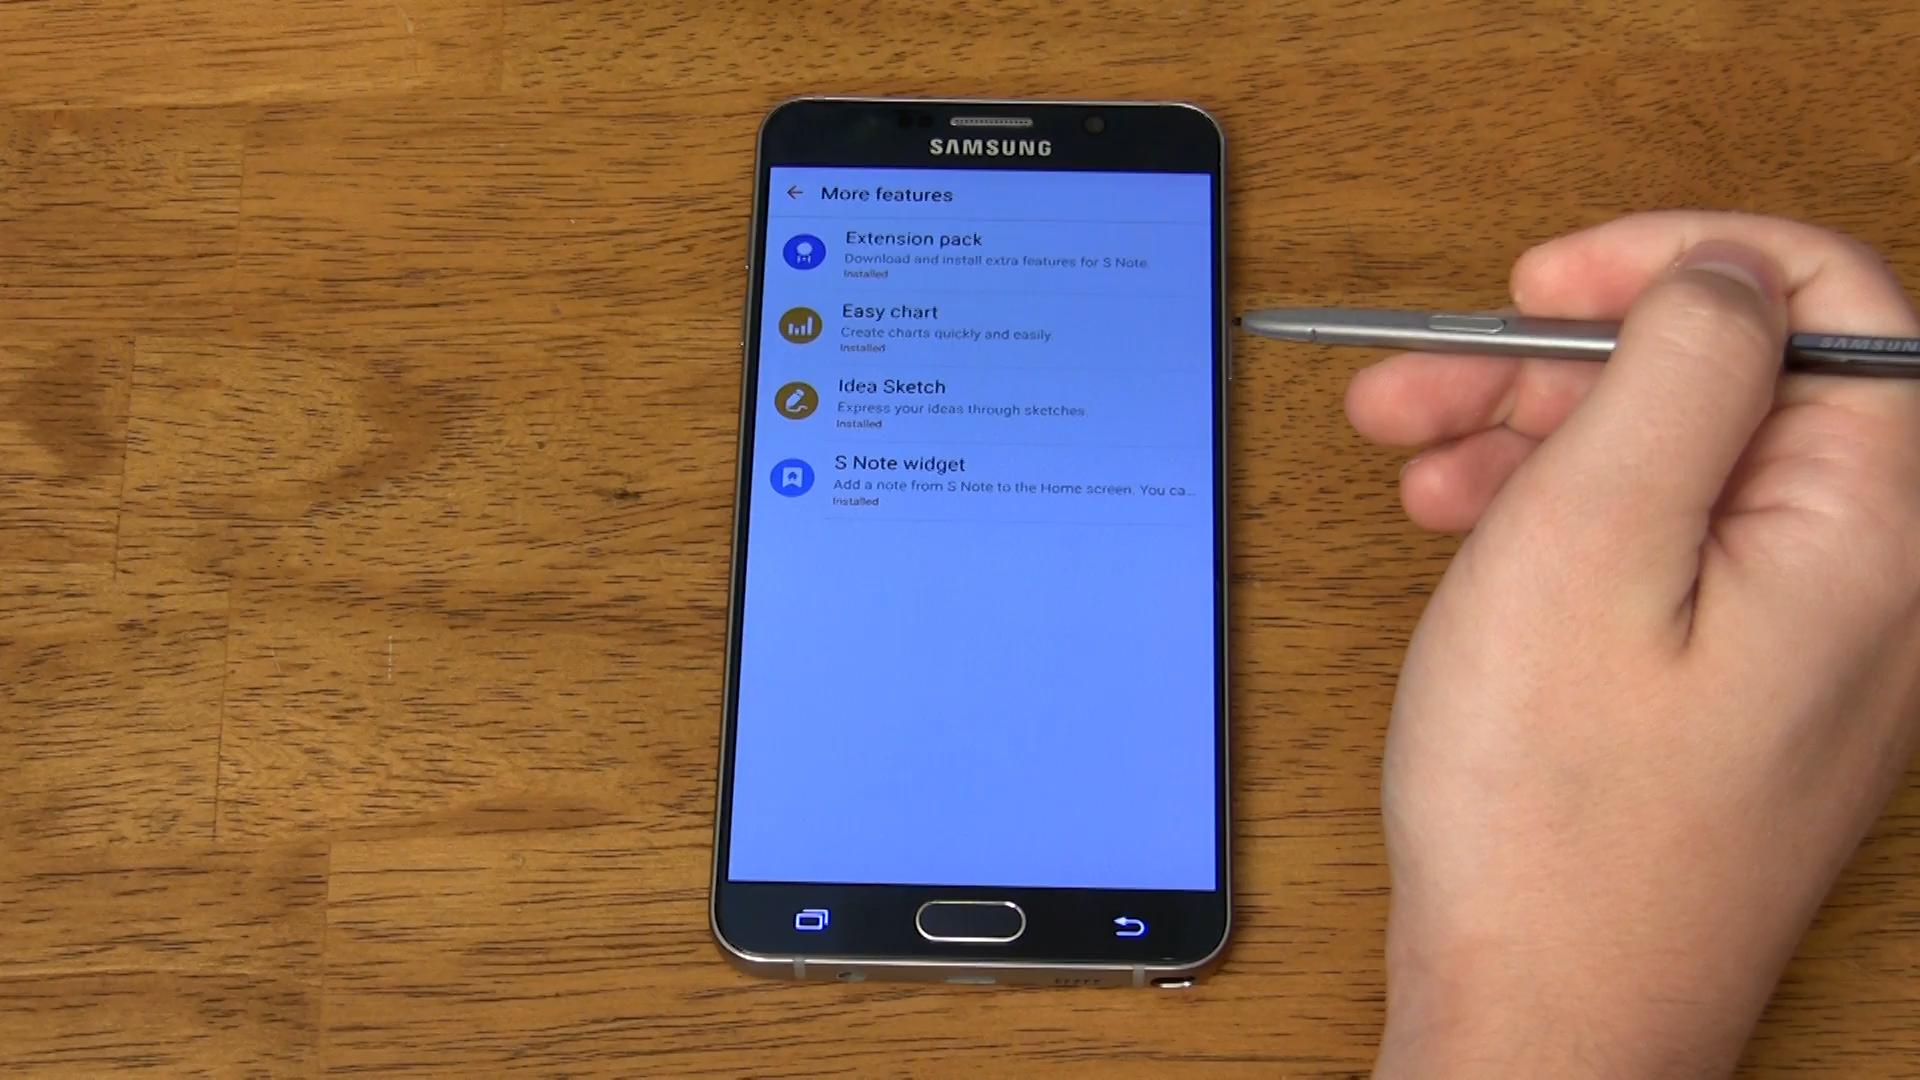 SAMSUNG
More features
Extension pack
Download and install extra features for S Note.
Installed
Easy chart
Create charts quickly and easily.
Installed
Idea Sketch
Express your ideas through sketches.
Installed
S Note widget
Add a note from S Note to the Home screen. You ca...
Installed
SAMSUN